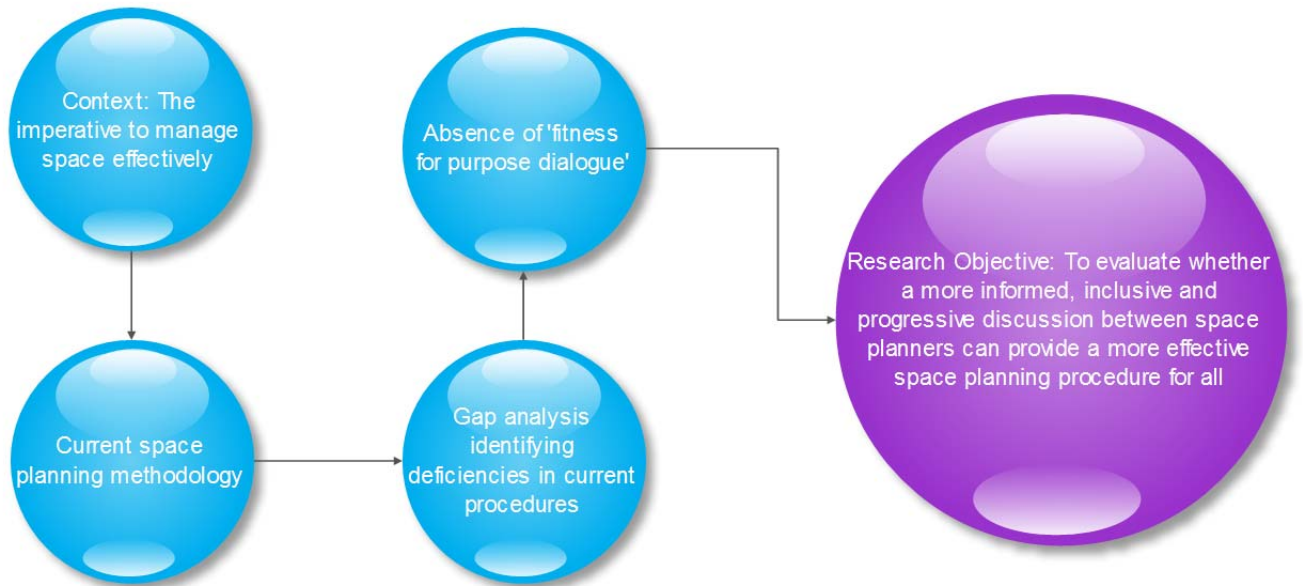 Context: The
imperative to manage
space effectively
Current space
planning methodology
Gap analysis
identifying
deficiencies in current
procedures
Absence of 'fitness
for purpose dialogue'
Research Objective: To evaluate whether
a more informed, inclusive and
progressive discussion between space
planners can provide a more effective
space planning procedure for all